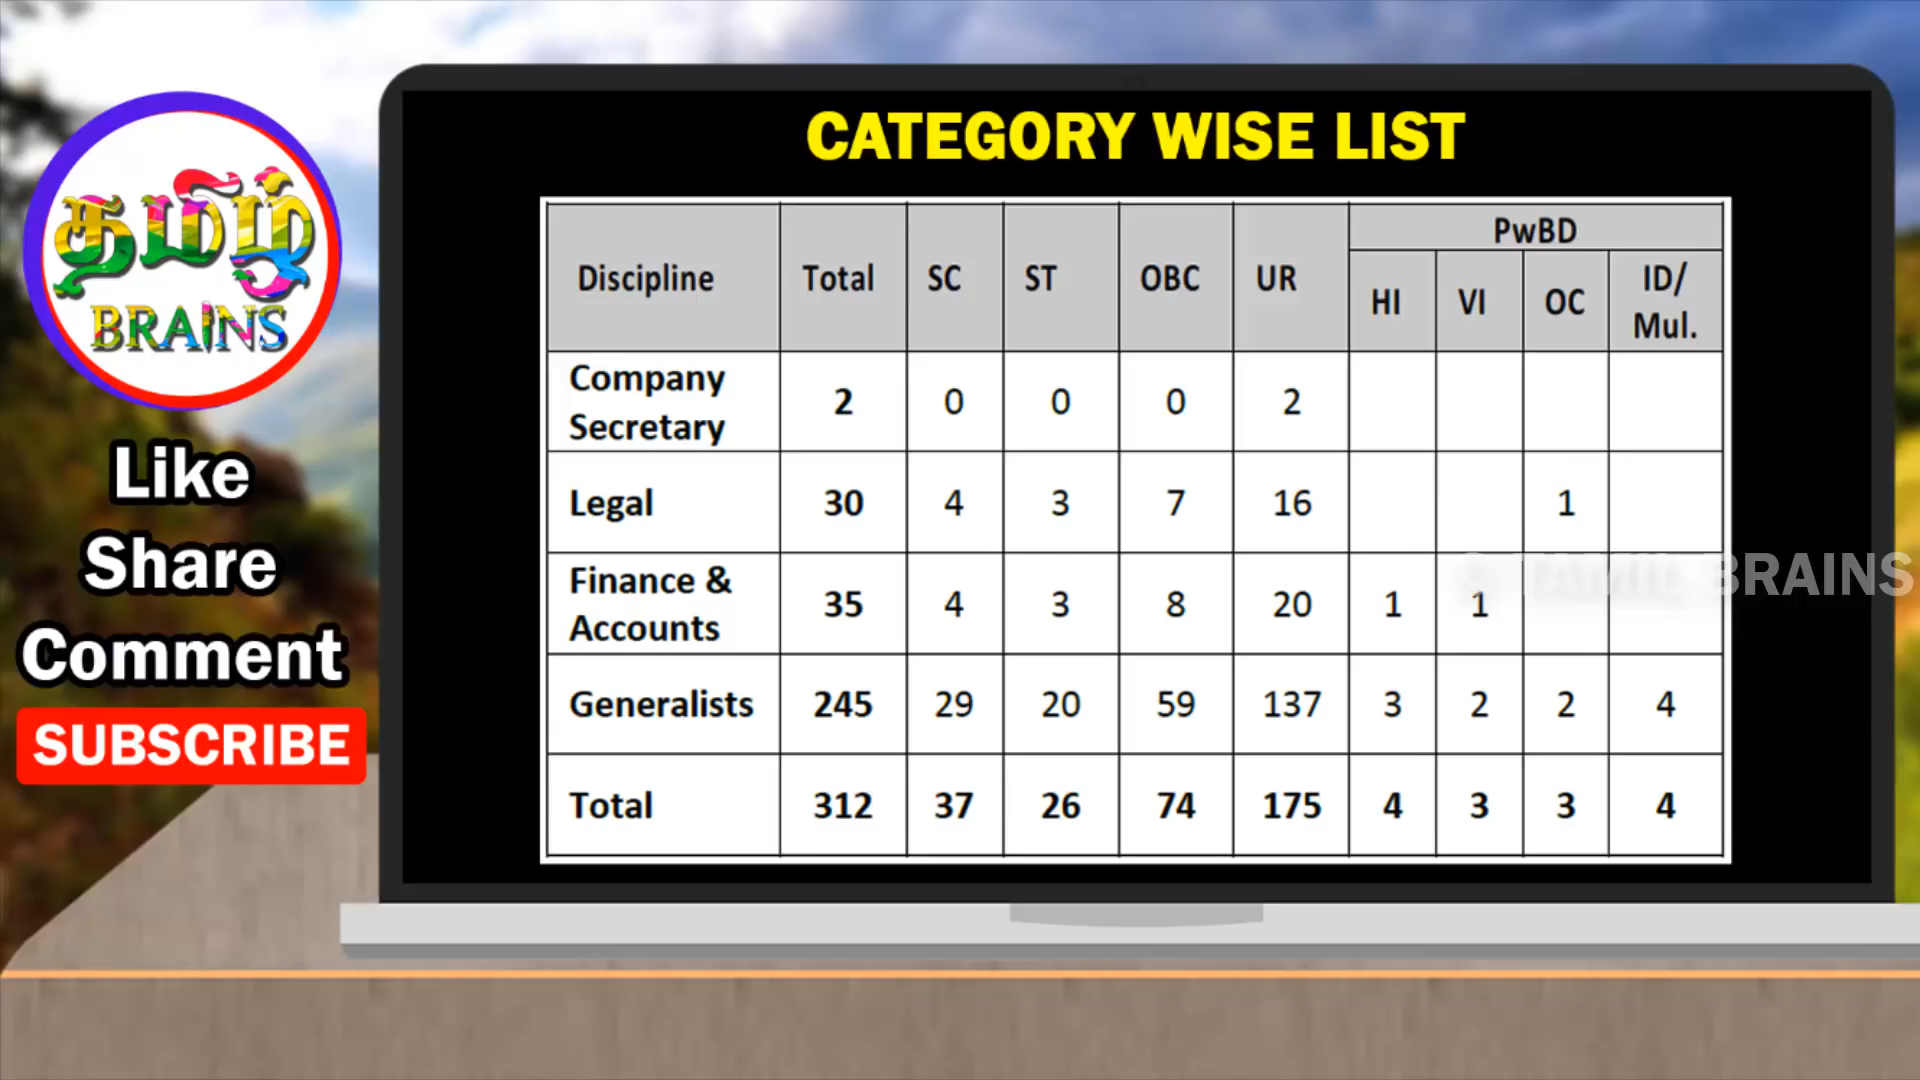 தமிழ்
BRAINS
Like
Share
Comment
SUBSCRIBE
CATEGORY WISE LIST
Discipline Total SC ST OBC UR PwBD
HI VI OC ID/ Mul.
Company Secretary 2 0 0 0 2
Legal 30 4 3 7 16 1
Finance & Accounts 35 4 3 8 20 1 1
Generalists 245 29 20 59 137 3 2 2 4
Total 312 37 26 74 175 4 3 3 4
© TAMIL BRAINS